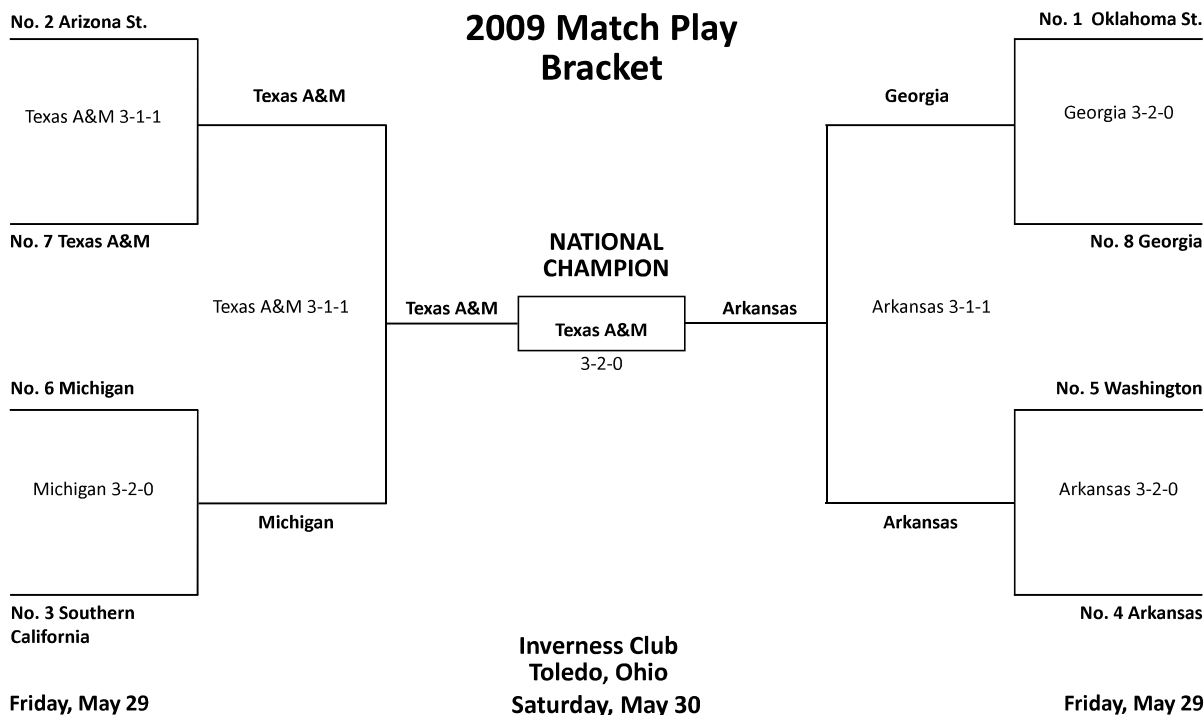 2009 Match Play
Bracket
No. 2 Arizona St.
Texas A&M 3-1-1
No. 7 Texas A&M
Texas A&M
Texas A&M 3-1-1
No. 6 Michigan
Michigan 3-2-0
No. 3 Southern
California
Michigan
Texas A&M
NATIONAL
CHAMPION
Texas A&M
3-2-0
Arkansas
No. 1 Oklahoma St.
Georgia 3-2-0
No. 8 Georgia
Georgia
Arkansas 3-1-1
No. 5 Washington
Arkansas 3-2-0
No. 4 Arkansas
Arkansas
Inverness Club
Toledo, Ohio
Friday, May 29
Saturday, May 30
Friday, May 29